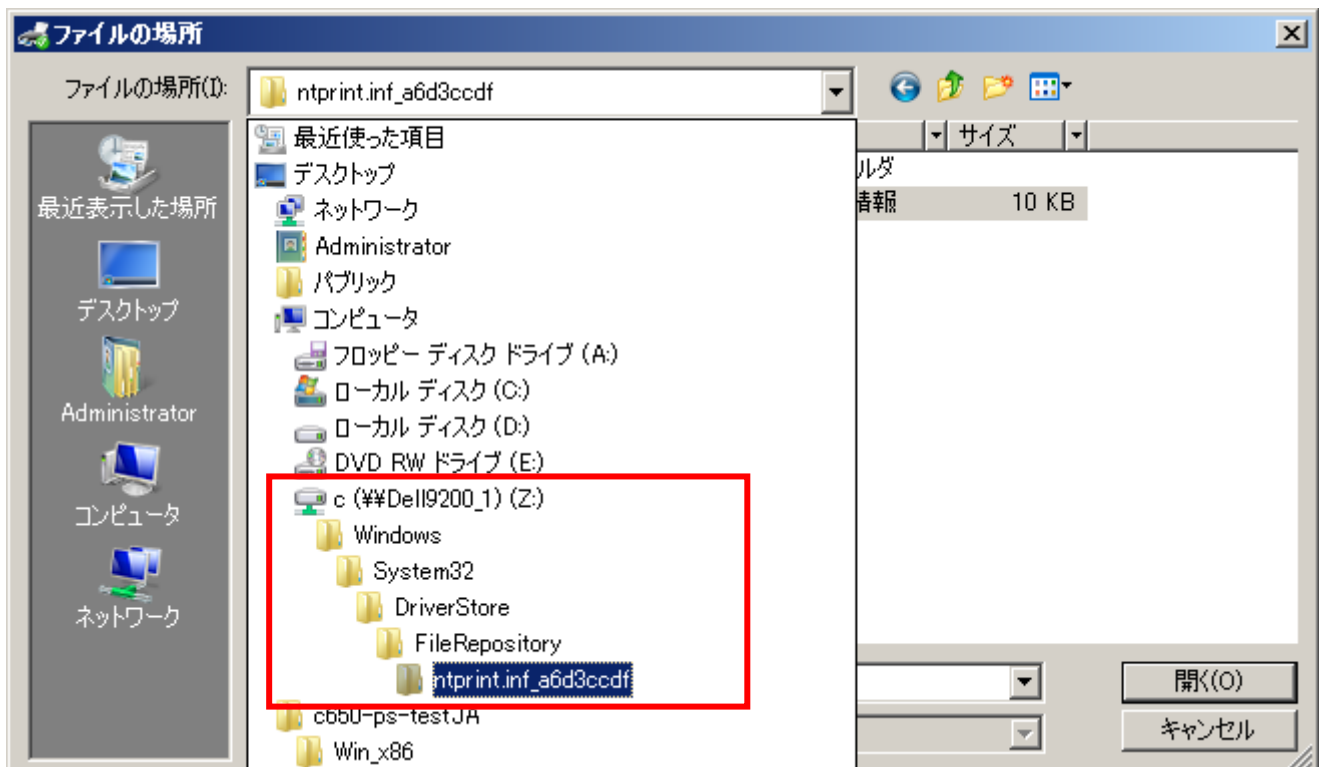 ファイルの場所
ファイルの場所(I):
ntprint.inf_a6d3ccdf
サイズ
最近使った項目
デスクトップ
ルダ
ネットワーク
情報
10 KB
Administrator
パブリック
コンピュータ
フロッピー ディスク ドライブ (A:)
ローカル ディスク (C:)
ローカル ディスク (D:)
DVD RW ドライブ (E:)
c (¥¥Dell9200_1) (Z:)
Windows
System32
DriverStore
FileRepository
ntprint.inf_a6d3ccdf
c650-ps-testJA
Win_x86
最近表示した場所
デスクトップ
Administrator
コンピュータ
ネットワーク
開く(O)
キャンセル